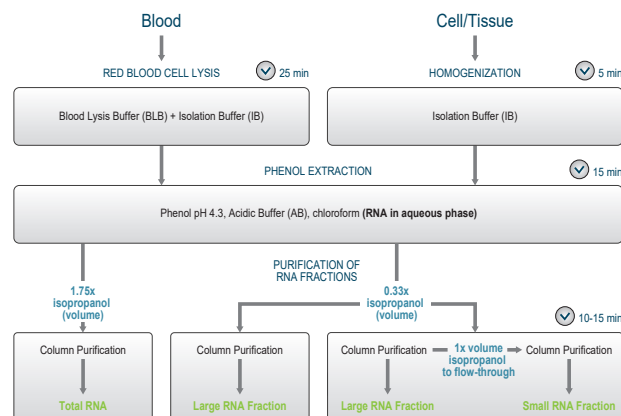 Blood
Cell/Tissue
RED BLOOD CELL LYSIS
25 min
HOMOGENIZATION
5 min
Blood Lysis Buffer (BLB) + Isolation Buffer (IB)
Isolation Buffer (IB)
PHENOL EXTRACTION
15 min
Phenol pH 4.3, Acidic Buffer (AB), chloroform (RNA in aqueous phase)
PURIFICATION OF
RNA FRACTIONS
1.75x
isopropanol
(volume)
0.33x
isopropanol
(volume)
10-15 min
Column Purification
Total RNA
Column Purification
Large RNA Fraction
Column Purification
Large RNA Fraction
1x volume
isopropanol
to flow-through
Column Purification
Small RNA Fraction